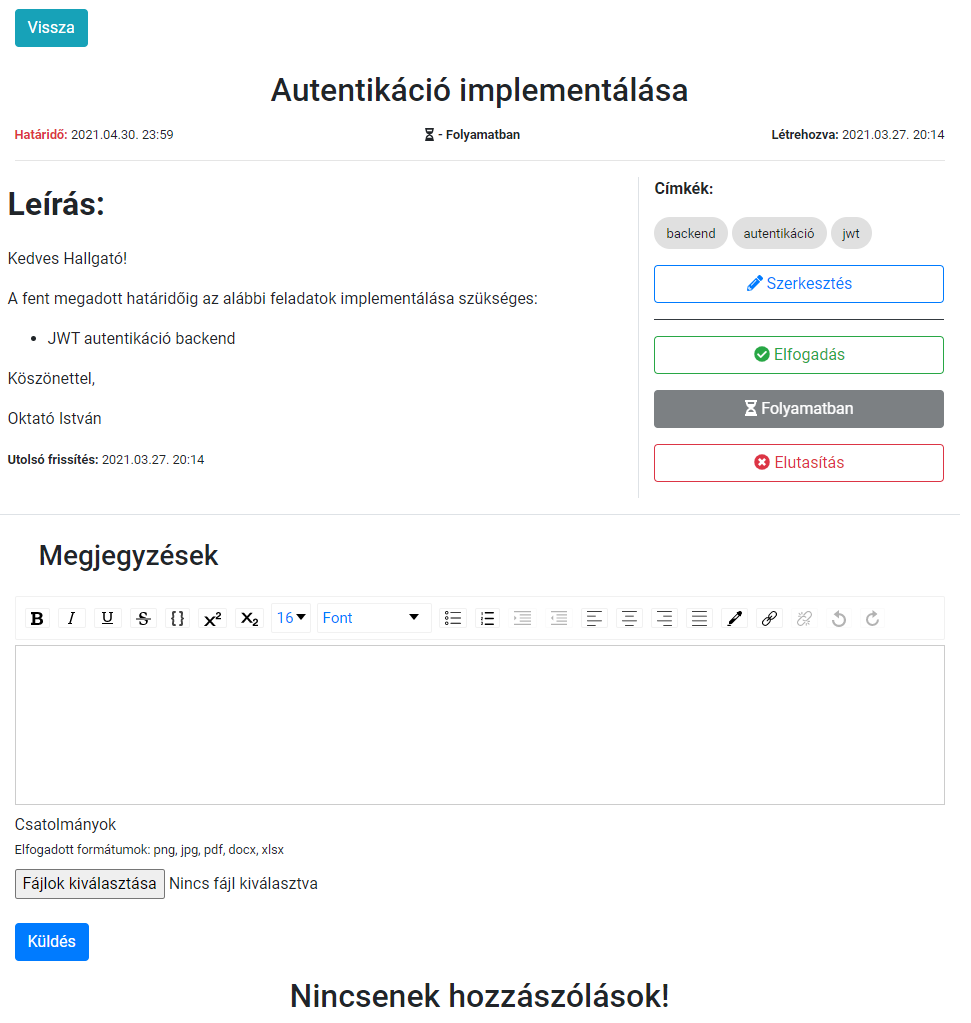 Vissza
Autentikáció implementálása
Határidő: 2021.04.30. 23:59
- Folyamatban
Létrehozva: 2021.03.27. 20:14
Leírás:
Kedves Hallgató!
A fent megadott határidőig az alábbi feladatok implementálása szükséges:
• JWT autentikáció backend
Köszönettel,
Oktató István
Utolsó frissítés: 2021.03.27. 20:14
Címkék:
backend autentikáció jwt
Szerkesztés
Elfogadás
Folyamatban
Elutasítás
Megjegyzések
B I U S {} X² X₂ 16 Font
Csatolmányok
Elfogadott formátumok: png, jpg, pdf, docx, xlsx
Fájlok kiválasztása Nincs fájl kiválasztva
Küldés
Nincsenek hozzászólások!